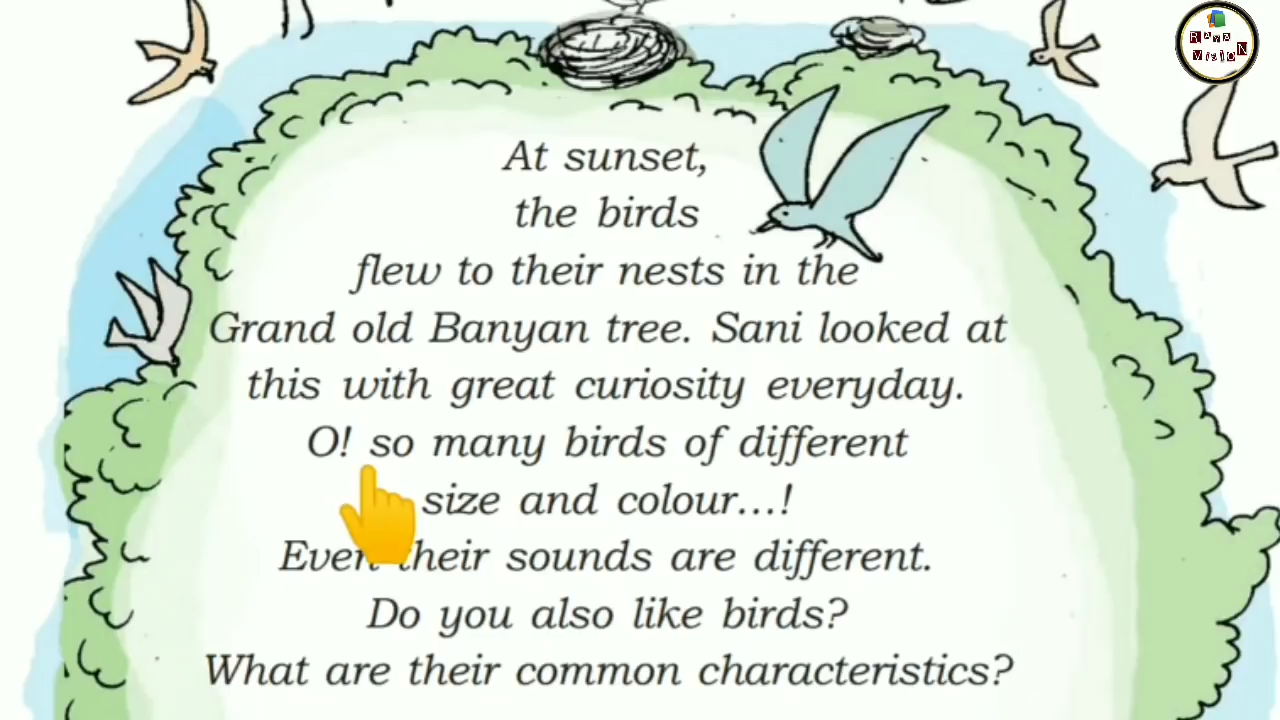 RAMAN
VISION
At sunset,
the birds
flew to their nests in the
Grand old Banyan tree. Sani looked at
this with great curiosity everyday.
O! so many birds of different
size and colour...!
Even their sounds are different.
Do you also like birds?
What are their common characteristics?